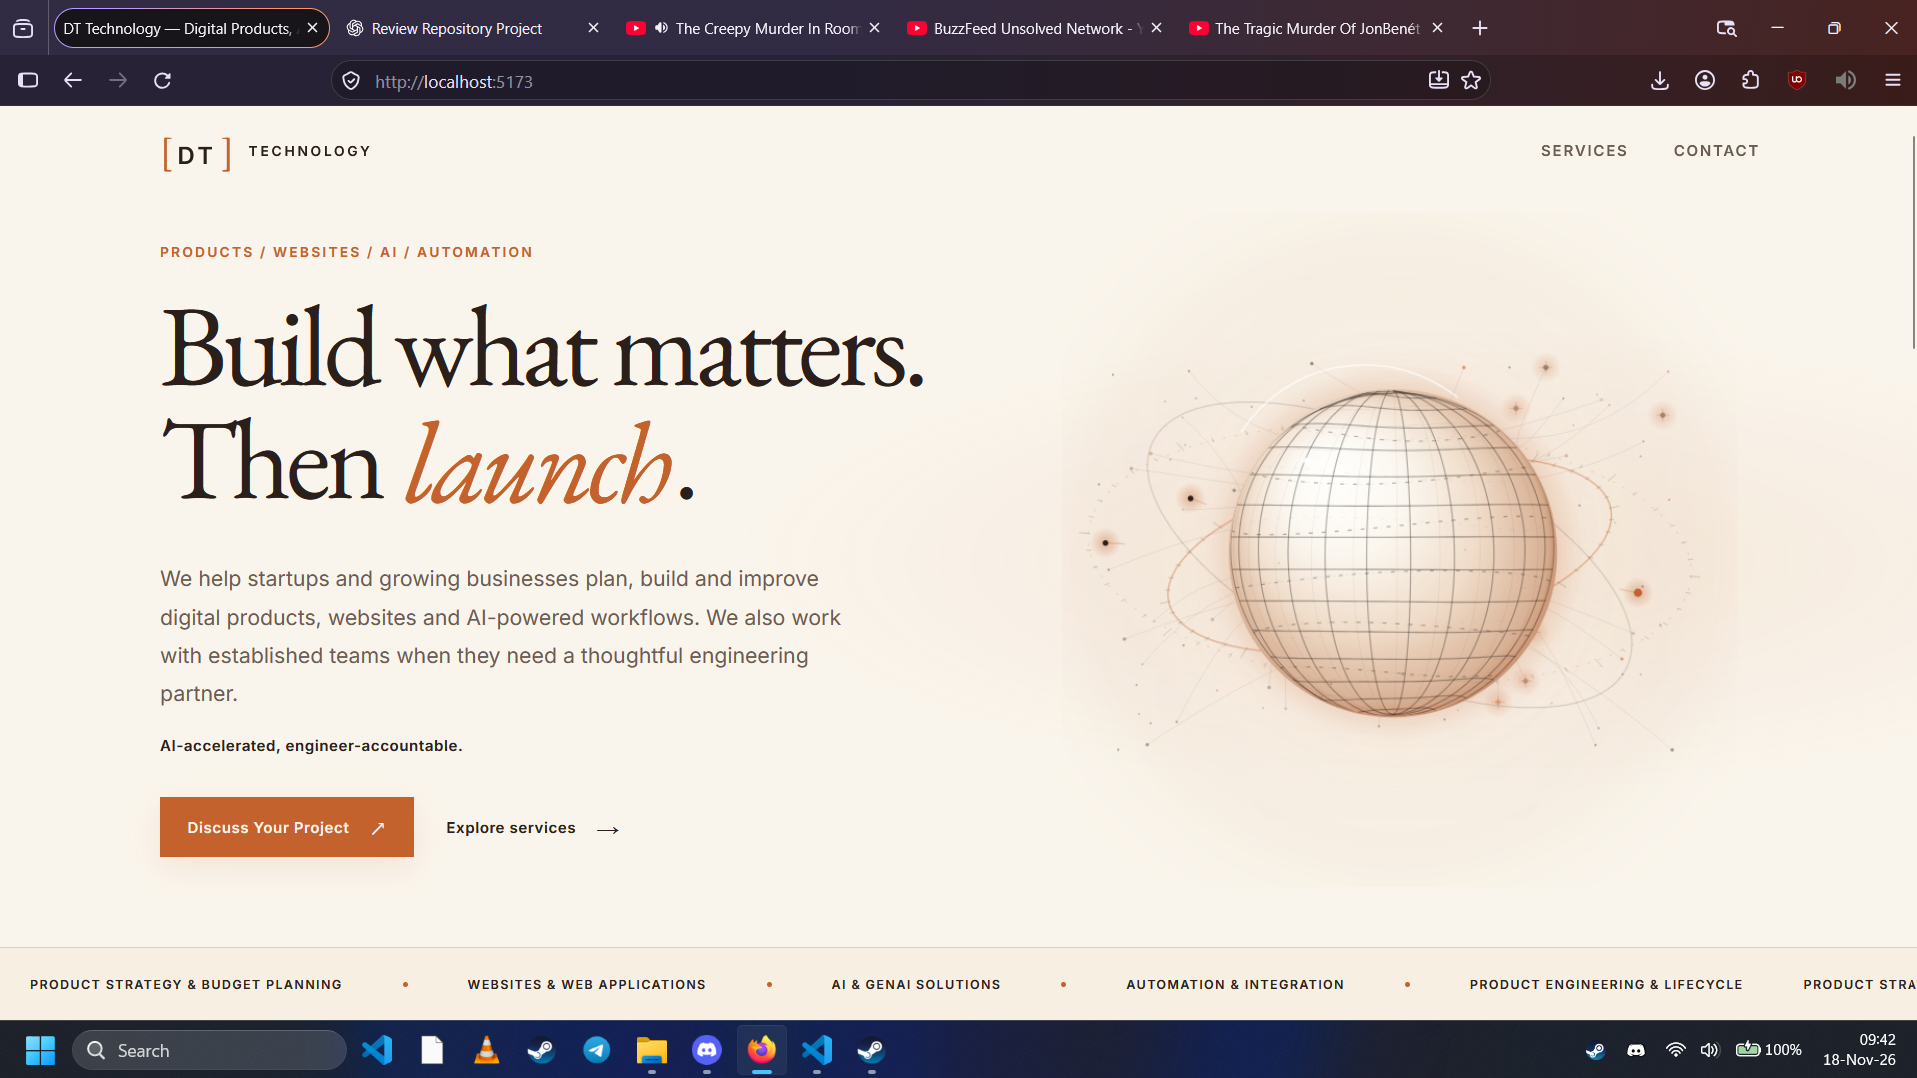 DT Technology — Digital Products,
Review Repository Project
The Creepy Murder In Room
BuzzFeed Unsolved Network -
The Tragic Murder Of JonBenét
http://localhost:5173
[ DT ] TECHNOLOGY
SERVICES
CONTACT
PRODUCTS / WEBSITES / AI / AUTOMATION
Build what matters.
Then launch.
We help startups and growing businesses plan, build and improve
digital products, websites and AI-powered workflows. We also work
with established teams when they need a thoughtful engineering
partner.
AI-accelerated, engineer-accountable.
Discuss Your Project ↗
Explore services →
PRODUCT STRATEGY & BUDGET PLANNING • WEBSITES & WEB APPLICATIONS • AI & GENAI SOLUTIONS • AUTOMATION & INTEGRATION • PRODUCT ENGINEERING & LIFECYCLE PRODUCT STRA
Search
100%
09:42
18-Nov-26